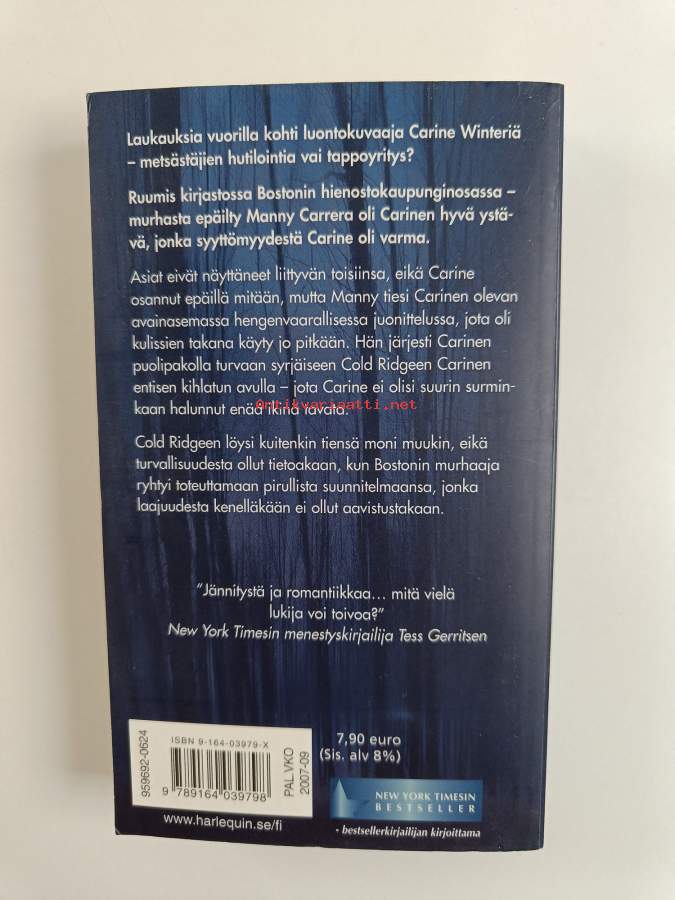 Laukauksia vuorilla kohti luontokuvaaja Carine Winteriä
– metsästäjien hutilointia vai tappoyritys?
Ruumis kirjastossa Bostonin hienostokaupunginosassa –
murhasta epäilty Manny Carrera oli Carinen hyvä ystä-
vä, jonka syyttömyydestä Carine oli varma.
Asiat eivät näyttäneet liittyvän toisiinsa, eikä Carine
osannut epäillä mitään, mutta Manny tiesi Carinen olevan
avainasemassa hengenvaarallisessa juonittelussa, jota oli
kulissien takana käyty jo pitkään. Hän järjesti Carinen
puolipakolla turvaan syrjäiseen Cold Ridgeen Carinen
entisen kihlatun avulla – jota Carine ei olisi suurin surmin-
kaan halunnut enää ikinä tavata.
Antikvariaatti.net
Cold Ridgeen löysi kuitenkin tiensä moni muukin, eikä
turvallisuudesta ollut tietoakaan, kun Bostonin murhaaja
ryhtyi toteuttamaan pirullista suunnitelmaansa, jonka
laajuudesta kenelläkään ei ollut aavistustakaan.
"Jännitystä ja romantiikkaa... mitä vielä
lukija voi toivoa?"
New York Timesin menestyskirjailija Tess Gerritsen
959692-0624
ISBN 9-164-03979-X
9 789164 039798
PAL.VKO
2007-09
www.harlequin.se/fi
7,90 euro
(Sis. alv 8%)
NEW YORK TIMESIN
BESTSELLER
- bestsellerkirjailijan kirjoittama